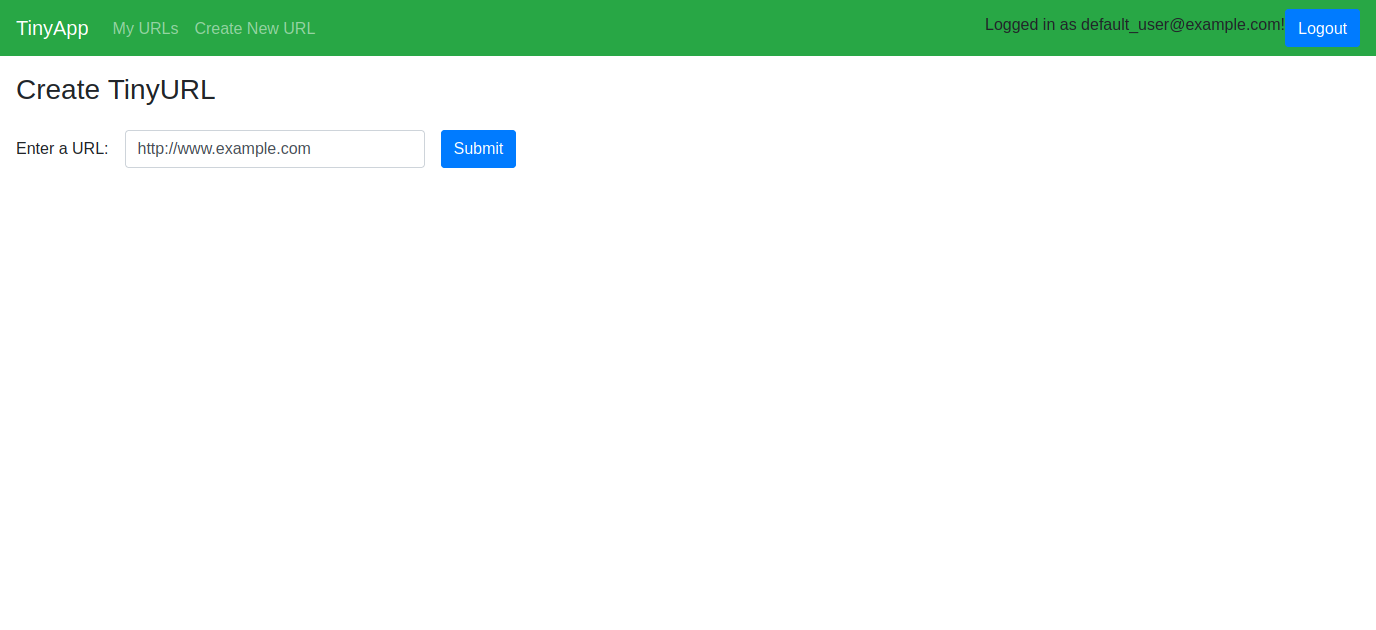 TinyApp My URLs Create New URL Logged in as default_user@example.com! Logout
Create TinyURL
Enter a URL: http://www.example.com Submit